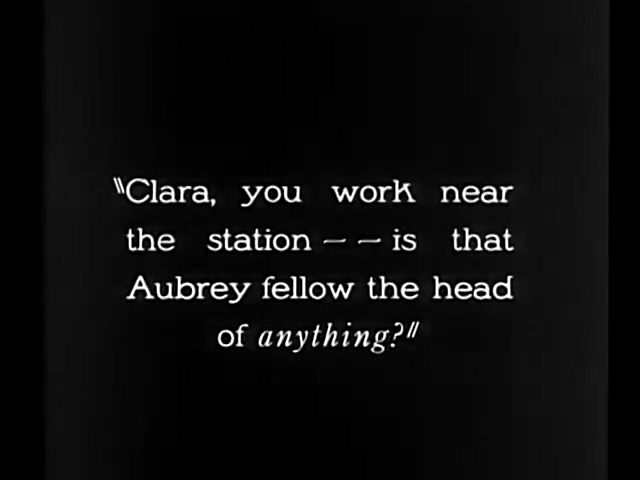 "Clara, you work near
the station — — is that
Aubrey fellow the head
of anything?"